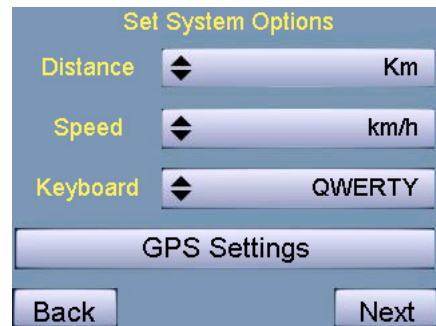 Set System Options
Distance Km
Speed km/h
Keyboard QWERTY
GPS Settings
Back Next